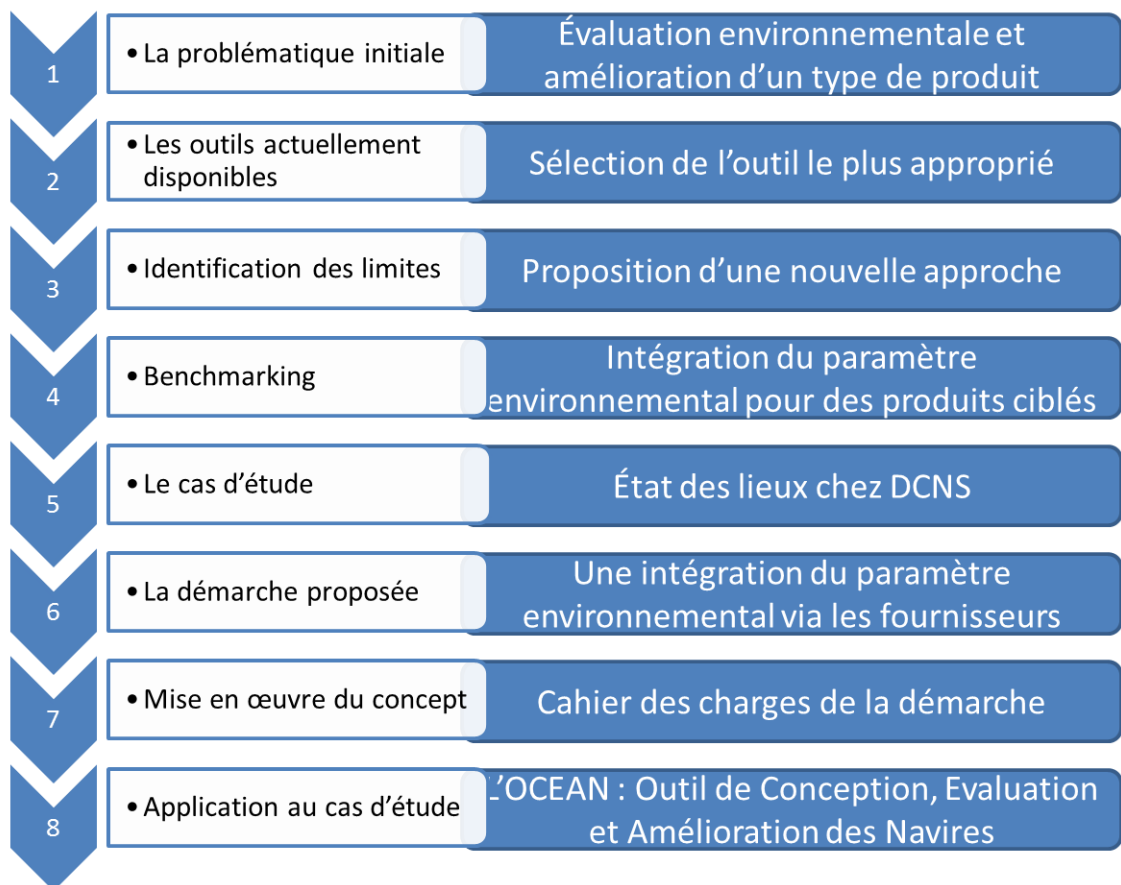 1
• La problématique initiale
Évaluation environnementale et
amélioration d'un type de produit
2
• Les outils actuellement
disponibles
Sélection de l'outil le plus approprié
3
• Identification des limites
Proposition d'une nouvelle approche
4
• Benchmarking
Intégration du paramètre
environnemental pour des produits ciblés
5
• Le cas d'étude
État des lieux chez DCNS
6
• La démarche proposée
Une intégration du paramètre
environnemental via les fournisseurs
7
• Mise en œuvre du concept
Cahier des charges de la démarche
8
• Application au cas d'étude
L'OCEAN : Outil de Conception, Evaluation
et Amélioration des Navires